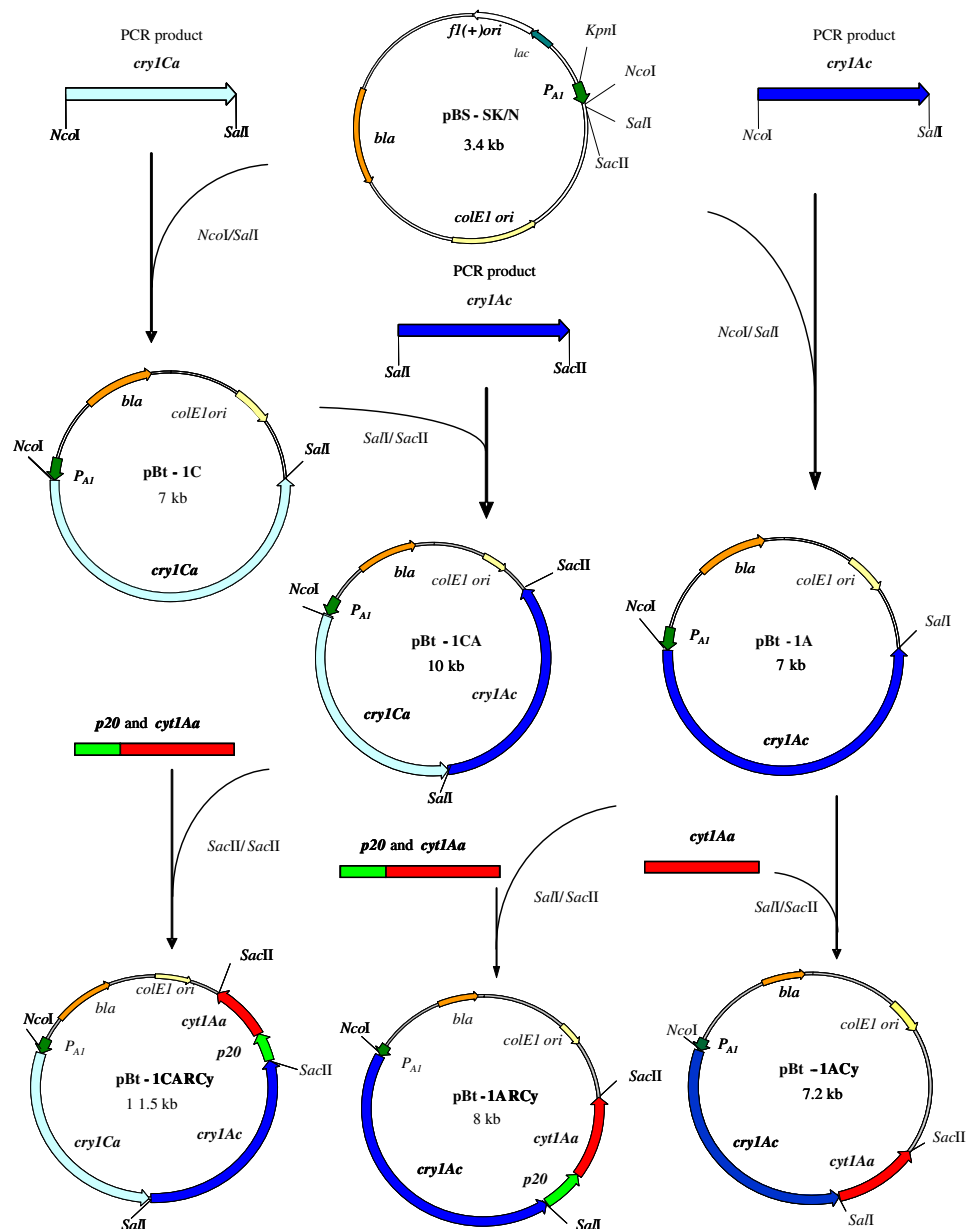 PCR product
cry1Ca
NcoI
SalI
f1(+)ori
lac
KpnI
PA1
NcoI
SalI
SacII
pBS - SK/N
3.4 kb
bla
colE1 ori
PCR product
cry1Ac
NcoI
SalI
NcoI/SalI
PCR product
cry1Ac
SalI
SacII
NcoI/SalI
bla
colE1ori
NcoI
SalI
PA1
pBt - 1C
7 kb
cry1Ca
SalI/SacII
bla
colE1 ori
SacII
NcoI
PA1
pBt - 1CA
10 kb
cry1Ac
cry1Ca
SalI
bla
colE1 ori
NcoI
SalI
PA1
pBt - 1A
7 kb
cry1Ac
p20 and cyt1Aa
SacII/SacII
p20 and cyt1Aa
SalI/SacII
cyt1Aa
SalI/SacII
SacII
colE1 ori
bla
cyt1Aa
NcoI
PA1
p20
SacII
pBt - 1CARCy
1 1.5 kb
cry1Ac
cry1Ca
SalI
bla
NcoI
colE1 ori
PA1
SacII
pBt - 1ARCy
8 kb
cyt1Aa
cry1Ac
p20
SalI
bla
colE1 ori
NcoI
PA1
pBt - 1ACy
7.2 kb
SacII
cry1Ac
cyt1Aa
SalI